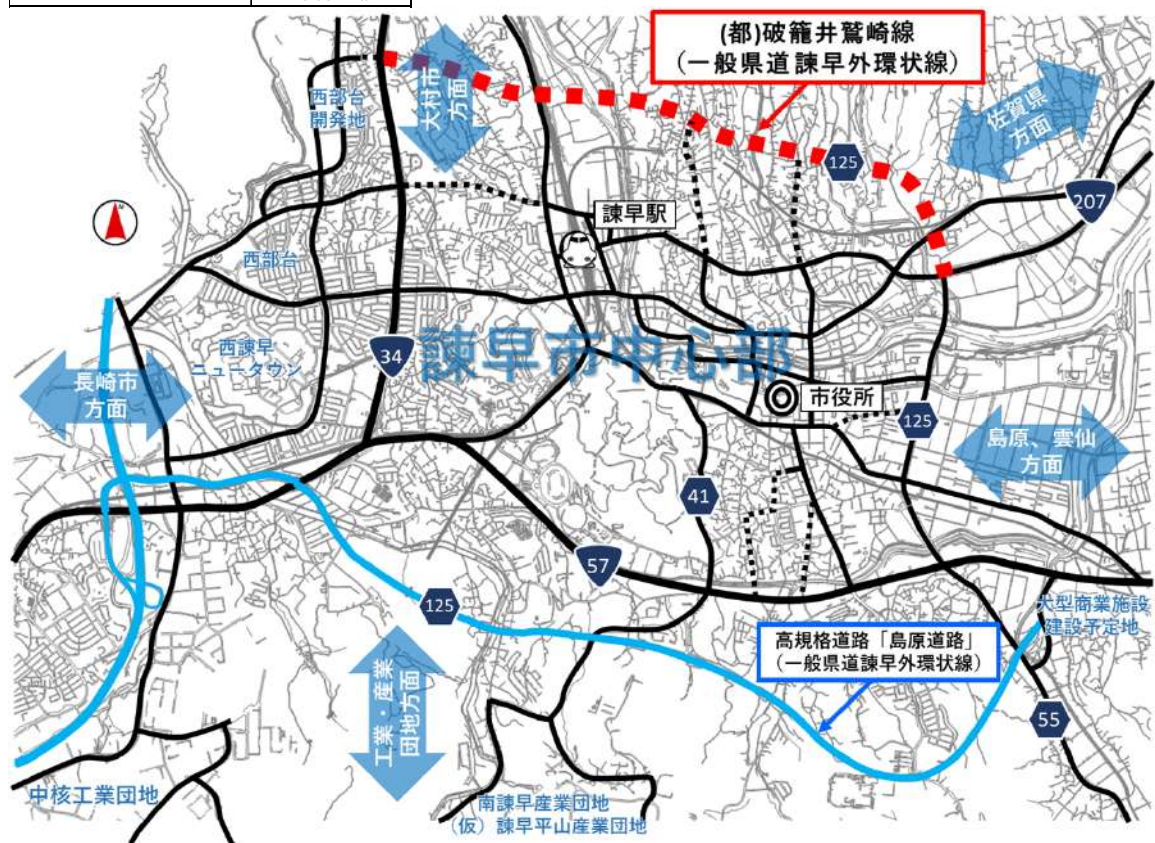 (都)破籠井鷲崎線
(一般県道諫早外環状線)
大村市
方面
西部台
開発地
佐賀県
方面
125
207
諫早駅
N
西部台
諫早市中心部
34
西諫早
ニュータウン
長崎市
方面
市役所
125
島原、雲仙
方面
41
57
125
大型商業施設
建設予定地
高規格道路「島原道路」
(一般県道諫早外環状線)
工業・産業
団地方面
55
中核工業団地
南諫早産業団地
(仮)諫早平山産業団地